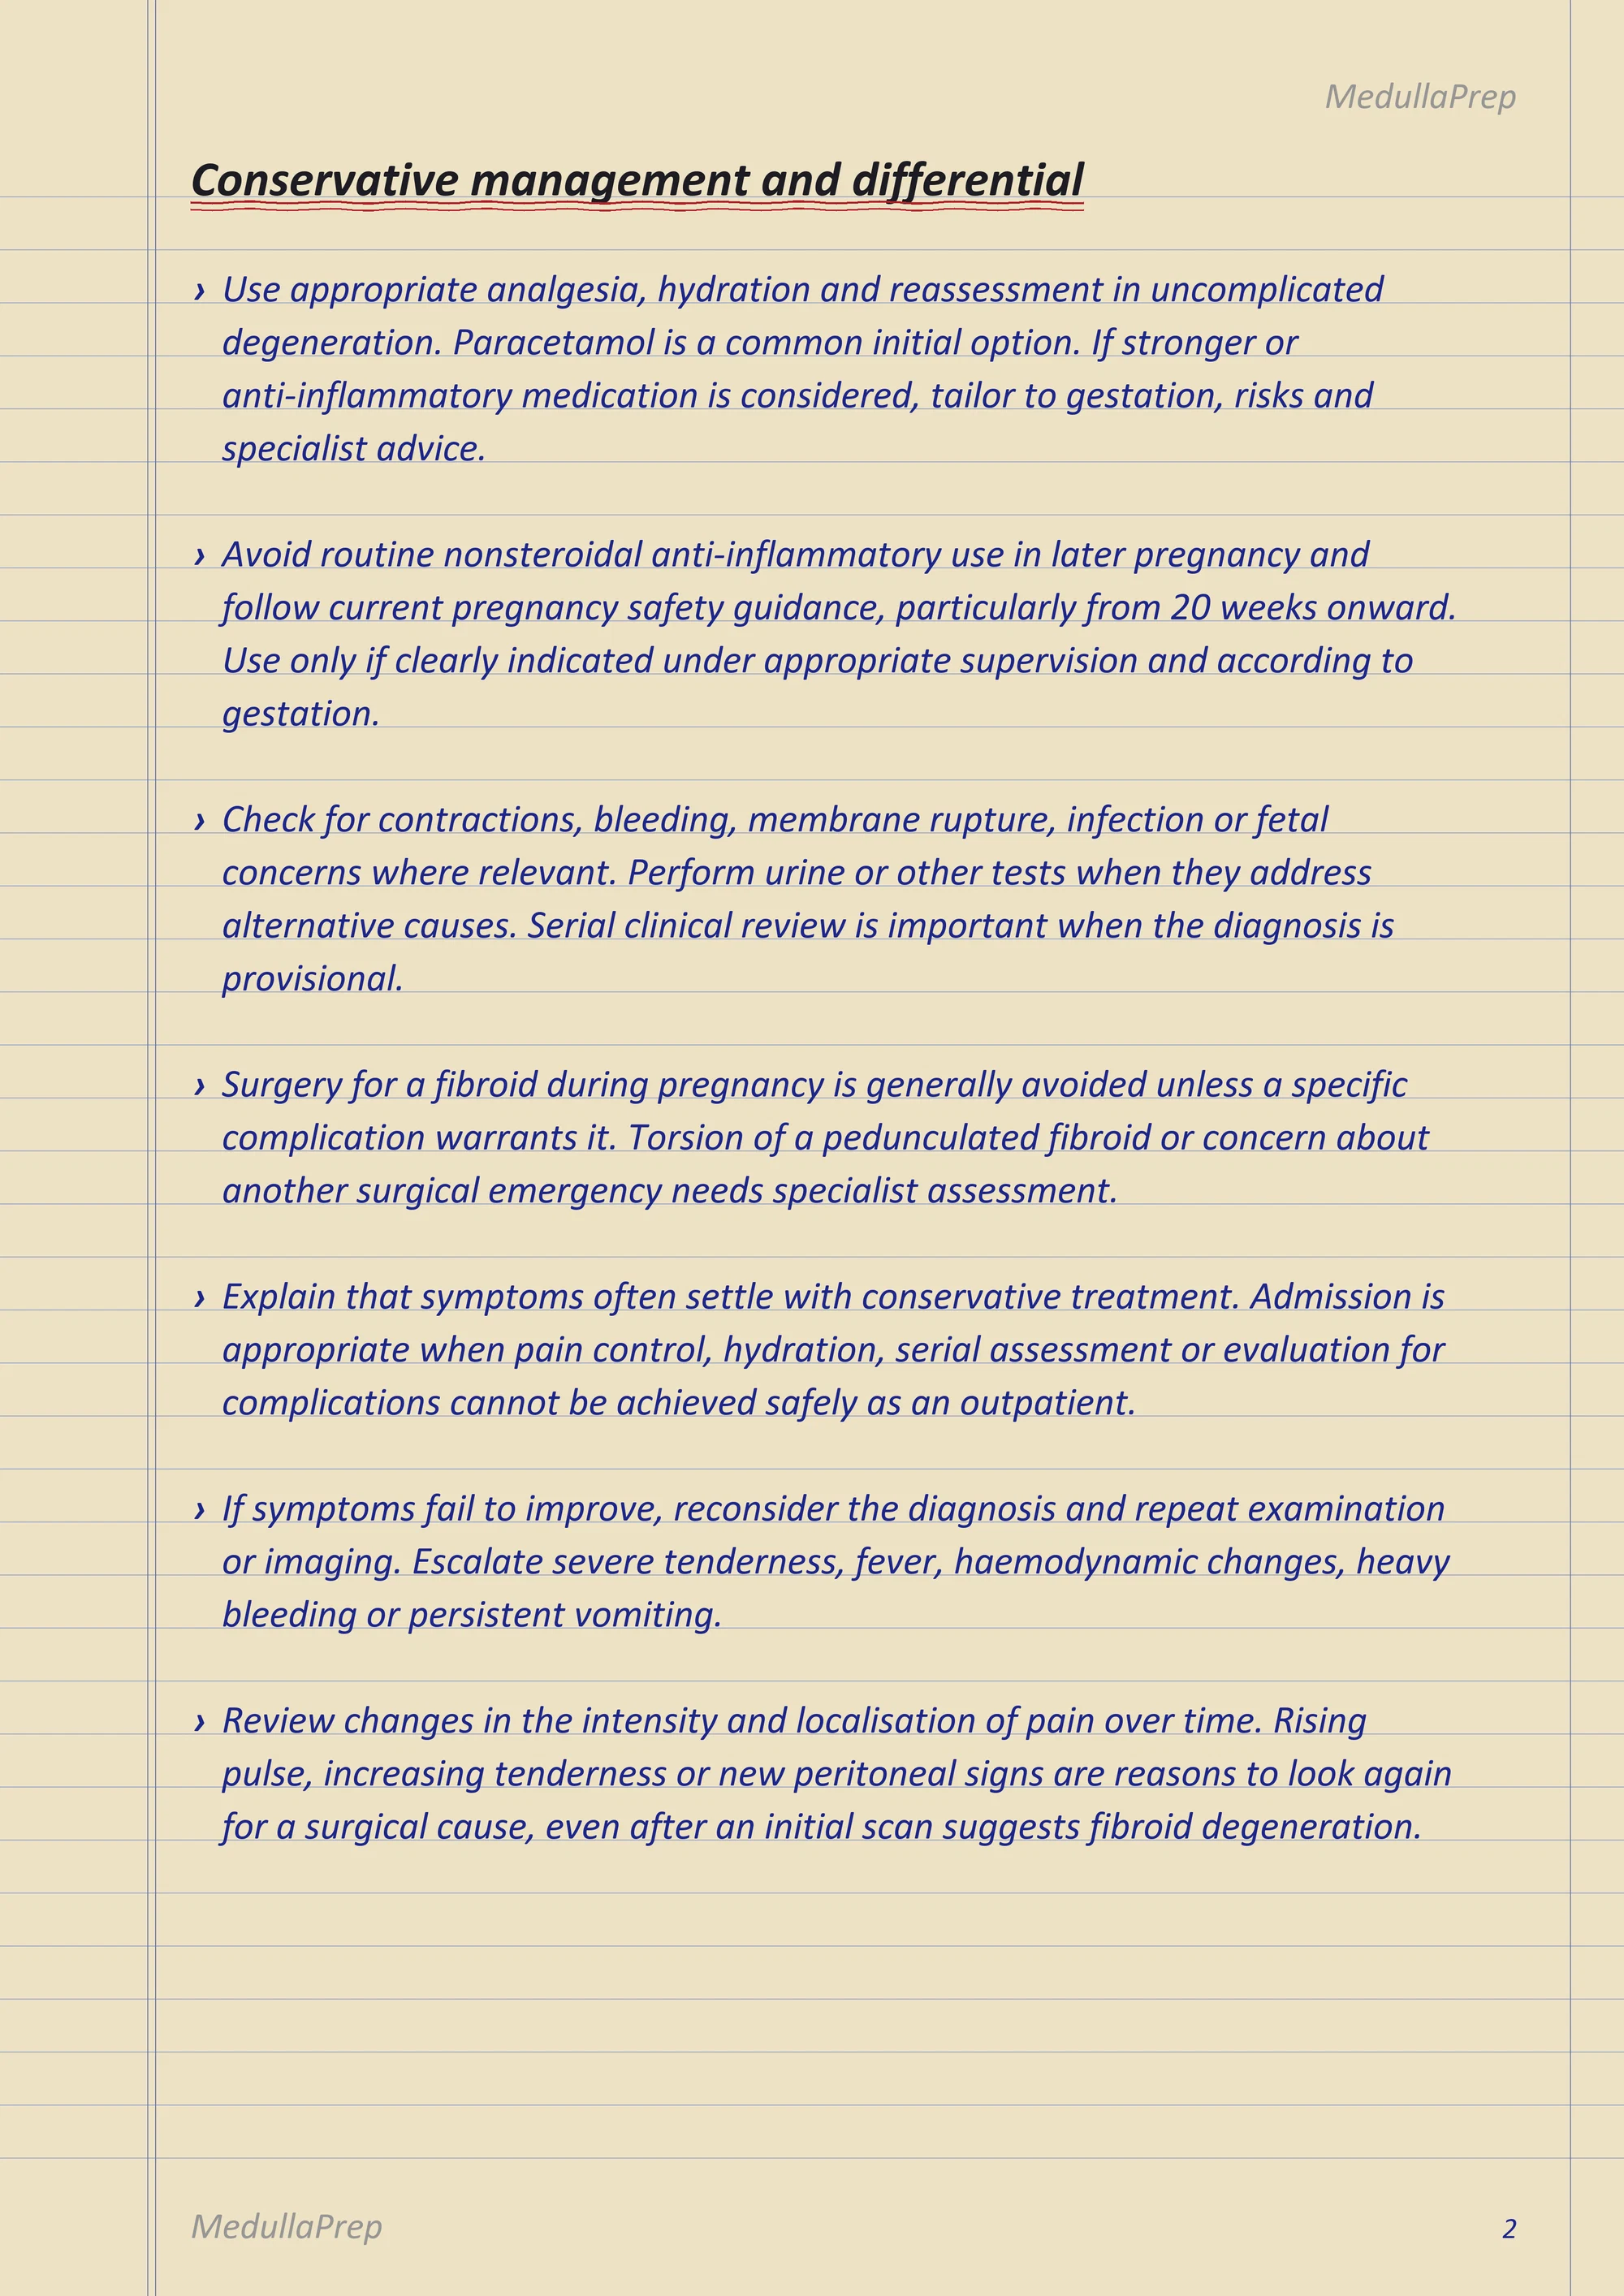 MedullaPrep
Conservative management and differential
› Use appropriate analgesia, hydration and reassessment in uncomplicated
degeneration. Paracetamol is a common initial option. If stronger or
anti-inflammatory medication is considered, tailor to gestation, risks and
specialist advice.
› Avoid routine nonsteroidal anti-inflammatory use in later pregnancy and
follow current pregnancy safety guidance, particularly from 20 weeks onward.
Use only if clearly indicated under appropriate supervision and according to
gestation.
› Check for contractions, bleeding, membrane rupture, infection or fetal
concerns where relevant. Perform urine or other tests when they address
alternative causes. Serial clinical review is important when the diagnosis is
provisional.
› Surgery for a fibroid during pregnancy is generally avoided unless a specific
complication warrants it. Torsion of a pedunculated fibroid or concern about
another surgical emergency needs specialist assessment.
› Explain that symptoms often settle with conservative treatment. Admission is
appropriate when pain control, hydration, serial assessment or evaluation for
complications cannot be achieved safely as an outpatient.
› If symptoms fail to improve, reconsider the diagnosis and repeat examination
or imaging. Escalate severe tenderness, fever, haemodynamic changes, heavy
bleeding or persistent vomiting.
› Review changes in the intensity and localisation of pain over time. Rising
pulse, increasing tenderness or new peritoneal signs are reasons to look again
for a surgical cause, even after an initial scan suggests fibroid degeneration.
MedullaPrep
2